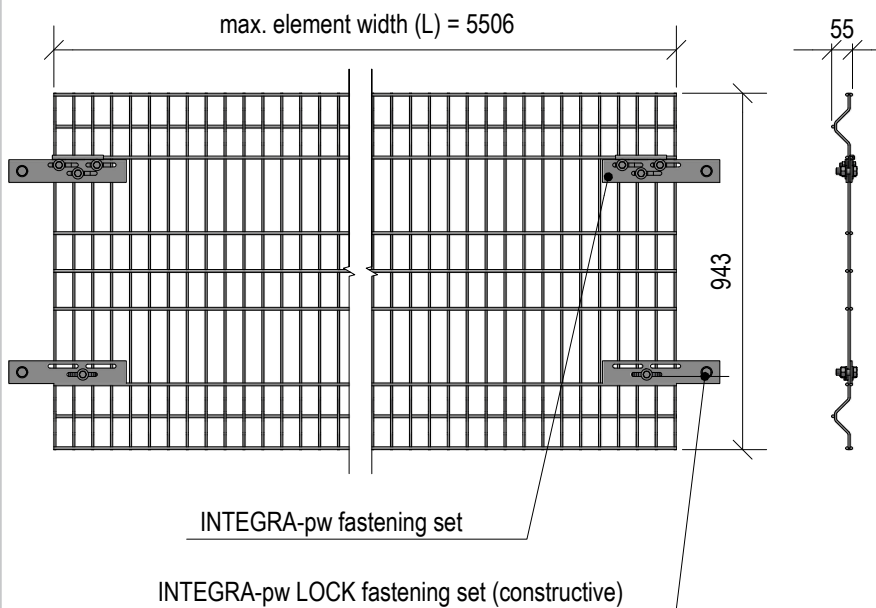 max. element width (L) = 5506
55
943
INTEGRA-pw fastening set
INTEGRA-pw LOCK fastening set (constructive)